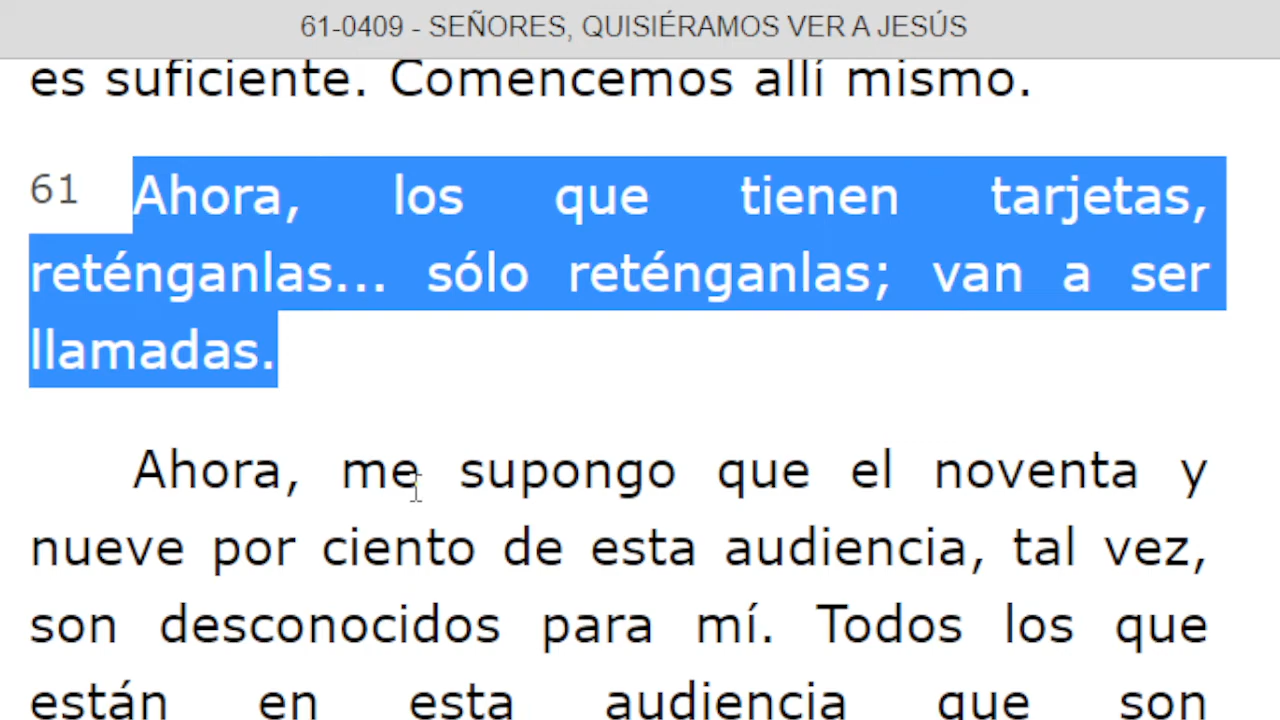 61-0409 - SEÑORES, QUISIÉRAMOS VER A JESÚS
es suficiente. Comencemos allí mismo.
61 Ahora, los que tienen tarjetas,
reténganlas... sólo reténganlas; van a ser
llamadas.
Ahora, me supongo que el noventa y
nueve por ciento de esta audiencia, tal vez,
son desconocidos para mí. Todos los que
están en esta audiencia que son